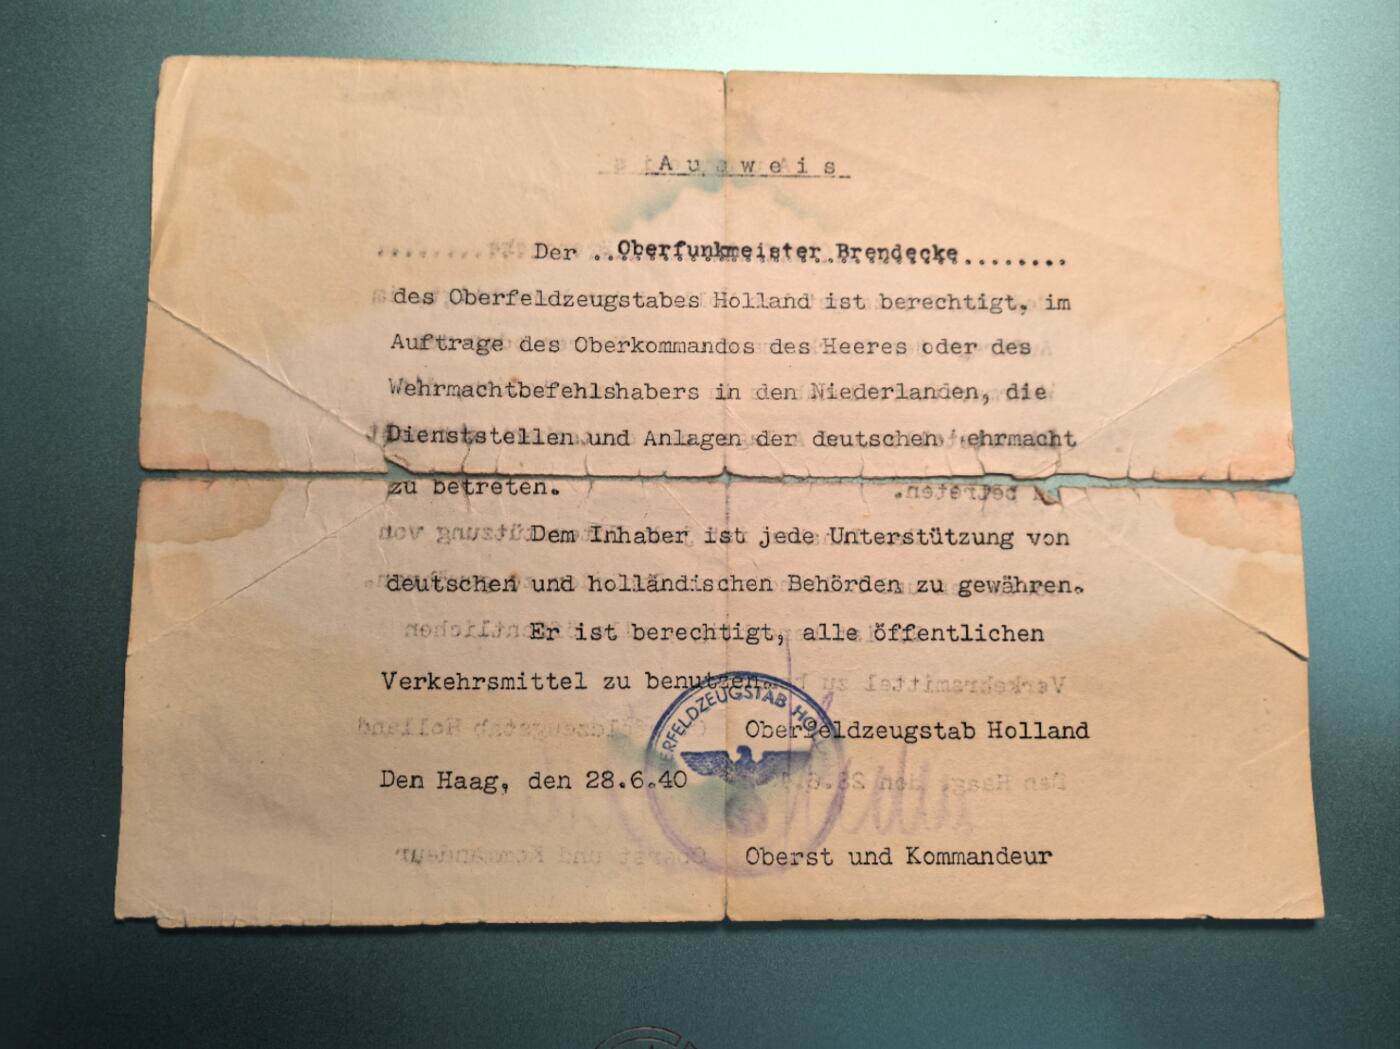 Ausweis
Der ..Oberfunkmeister Brendecke........
des Oberfeldzeugstabes Holland ist berechtigt, im
Auftrage des Oberkommandos des Heeres oder des
Wehrmachtbefehlshabers in den Niederlanden, die
Dienststellen und Anlagen der deutschen ehrmacht
zu betreten.
Dem Inhaber ist jede Unterstützung von
deutschen und holländischen Behörden zu gewähren.
Er ist berechtigt, alle öffentlichen
Verkehrsmittel zu benutzen.
ERFELDZEUGSTAB HOLL
Oberfeldzeugstab Holland
Den Haag, den 28.6.40
Oberst und Kommandeur